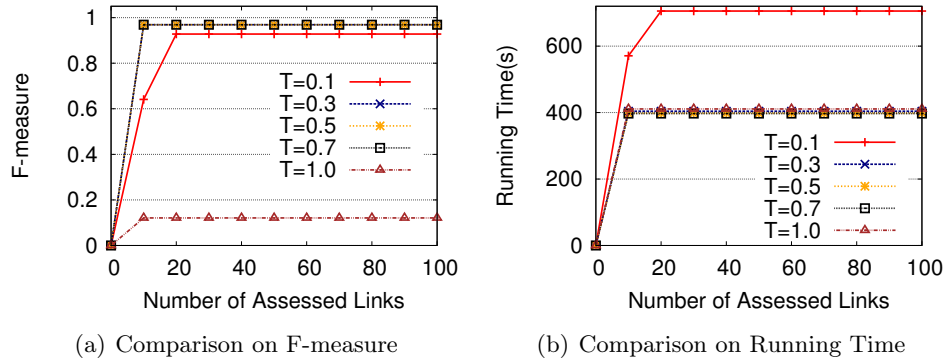 1
0.8
0.6
0.4
0.2
0
0 20 40 60 80 100
F-measure
Number of Assessed Links
T=0.1
T=0.3
T=0.5
T=0.7
T=1.0
(a) Comparison on F-measure
600
400
200
0
0 20 40 60 80 100
Running Time(s)
Number of Assessed Links
T=0.1
T=0.3
T=0.5
T=0.7
T=1.0
(b) Comparison on Running Time